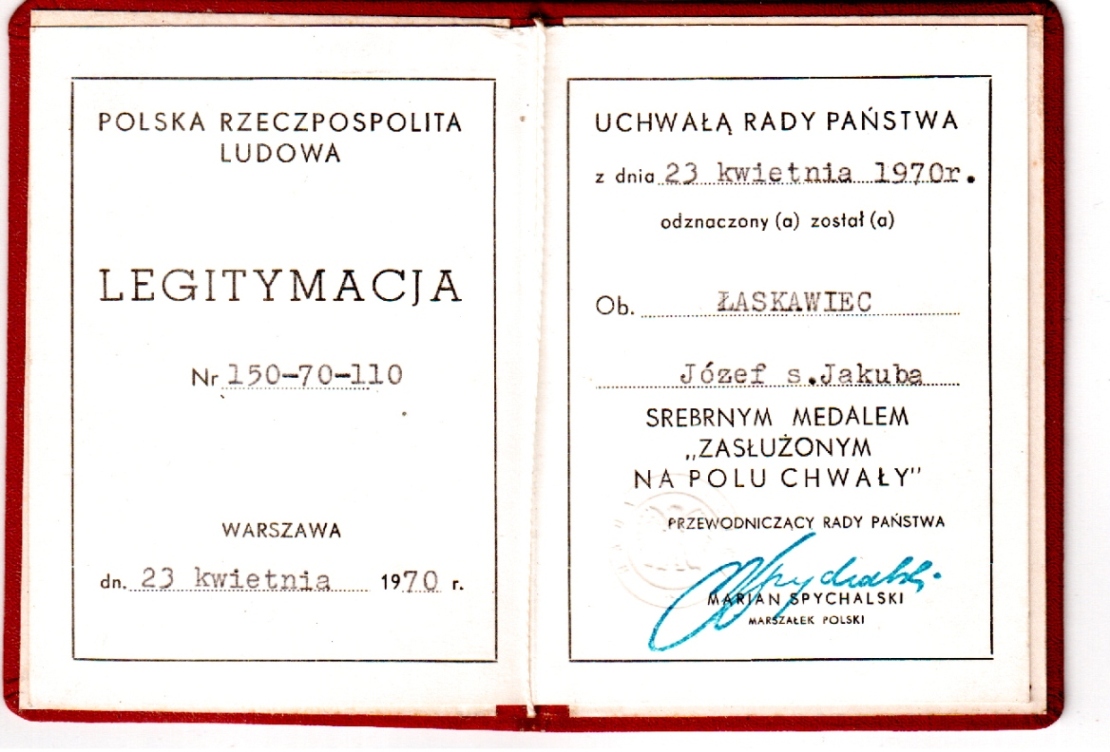 POLSKA RZECZPOSPOLITA
LUDOWA
LEGITYMACJA
Nr 150-70-110
WARSZAWA
dn. 23 kwietnia 1970 r.
UCHWAŁĄ RADY PAŃSTWA
z dnia 23 kwietnia 1970r.
odznaczony (a) został (a)
Ob. ŁASKAWIEC
Józef s.Jakuba
SREBRNYM MEDALEM
„ZASŁUŻONYM
NA POLU CHWAŁY”
PRZEWODNICZĄCY RADY PAŃSTWA
Spychalski
MARIAN SPYCHALSKI
MARSZAŁEK POLSKI